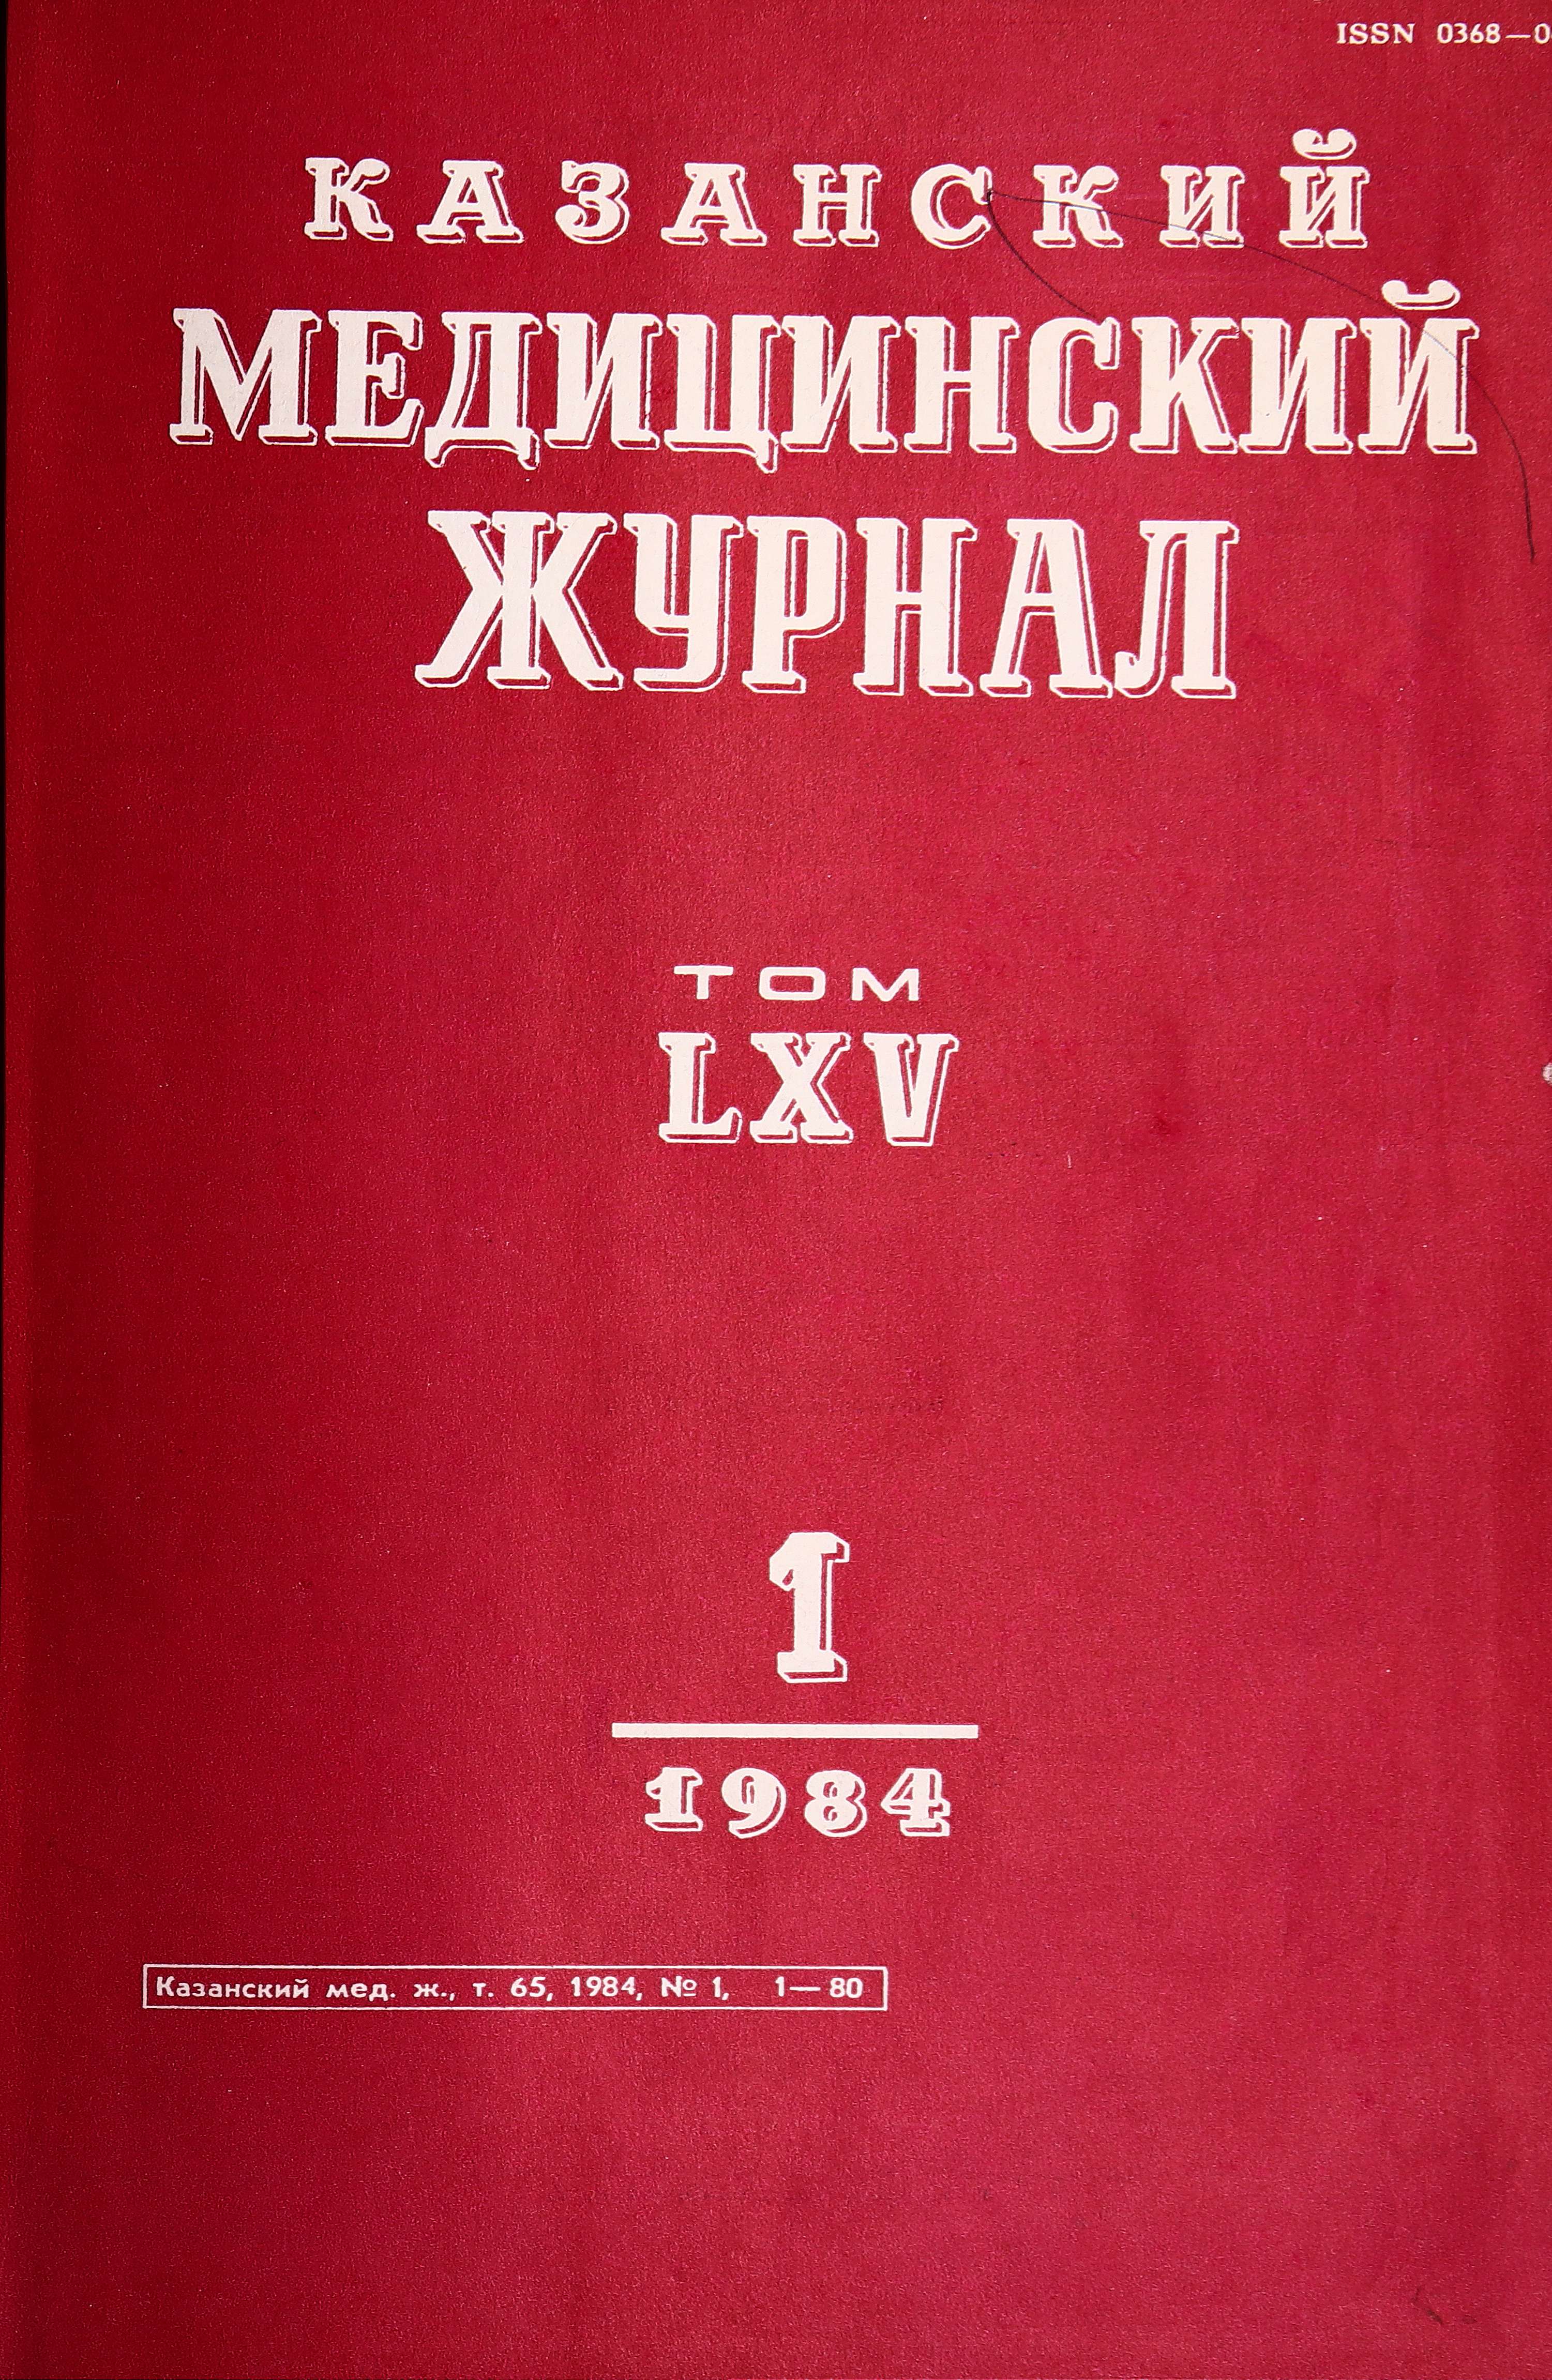 ISSN 0368—0
КАЗАНСКИЙ
МЕДИЦИНСКИЙ
ЖУРНАЛ
ТОМ
LXV
1
1984
Казанский мед. ж., т. 65, 1984, № 1, 1—80